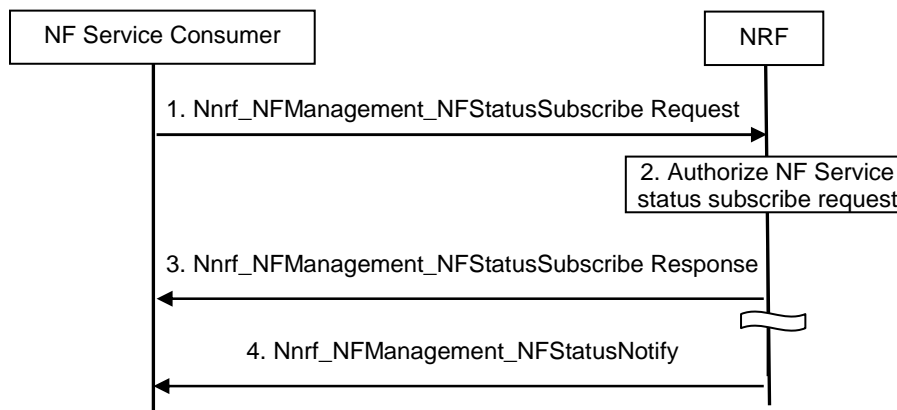 NF Service Consumer
NRF
1. Nnrf_NFManagement_NFStatusSubscribe Request
2. Authorize NF Service
status subscribe request
3. Nnrf_NFManagement_NFStatusSubscribe Response
4. Nnrf_NFManagement_NFStatusNotify